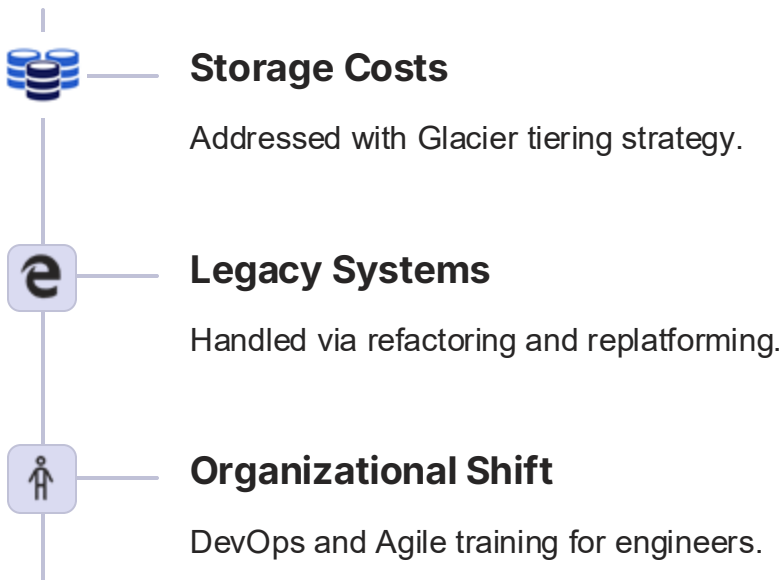 Storage Costs
Addressed with Glacier tiering strategy.
Legacy Systems
Handled via refactoring and replatforming.
Organizational Shift
DevOps and Agile training for engineers.